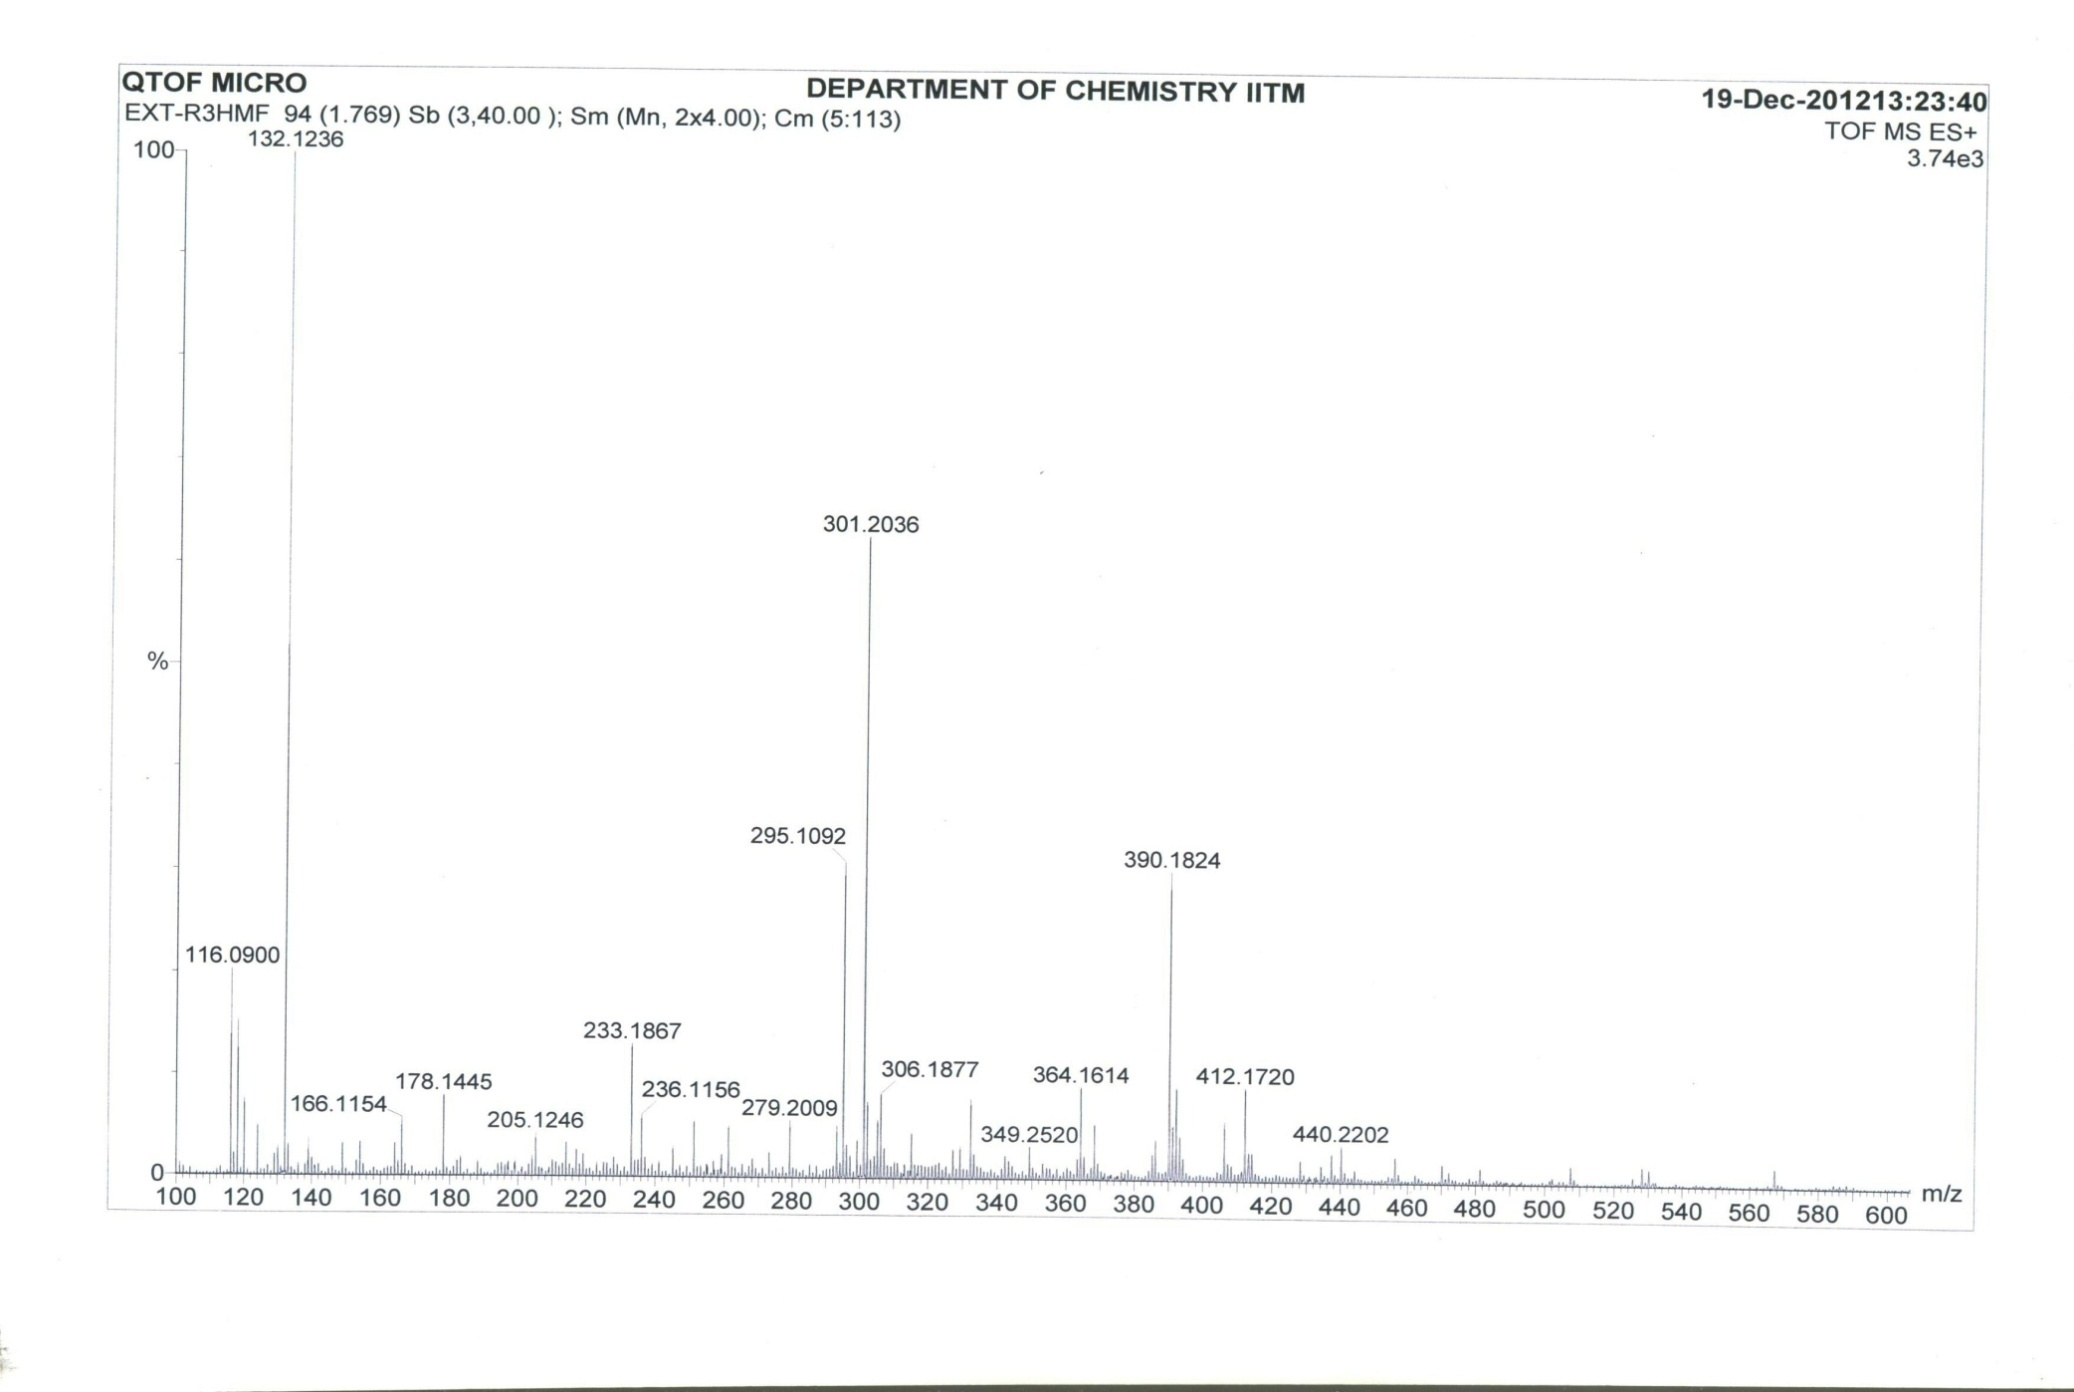 QTOF MICRO
DEPARTMENT OF CHEMISTRY IITM
19-Dec-201213:23:40
EXT-R3HMF 94 (1.769) Sb (3,40.00 ); Sm (Mn, 2x4.00); Cm (5:113)
TOF MS ES+
3.74e3
132.1236
100
301.2036
%
295.1092
390.1824
116.0900
233.1867
178.1445
166.1154
205.1246
236.1156
279.2009
306.1877
349.2520
364.1614
412.1720
440.2202
0
100 120 140 160 180 200 220 240 260 280 300 320 340 360 380 400 420 440 460 480 500 520 540 560 580 600
m/z